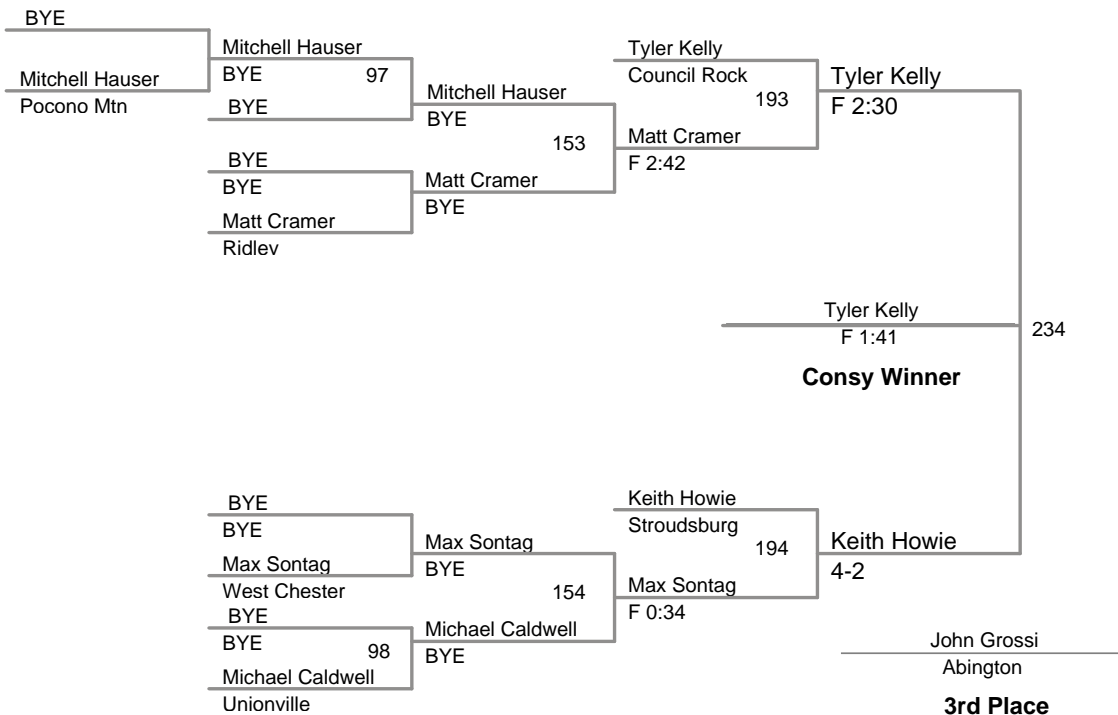 BYE
Mitchell Hauser
Pocono Mtn
Mitchell Hauser
BYE
97
BYE
BYE
BYE
Matt Cramer
Ridley
Mitchell Hauser
BYE
153
Matt Cramer
BYE
Tyler Kelly
Council Rock
193
Matt Cramer
F 2:42
Tyler Kelly
F 2:30
Tyler Kelly
F 1:41
234
Consy Winner
BYE
BYE
Max Sontag
West Chester
BYE
BYE
98
Michael Caldwell
Unionville
Max Sontag
BYE
154
Michael Caldwell
BYE
Keith Howie
Stroudsburg
194
Max Sontag
F 0:34
Keith Howie
4-2
John Grossi
Abington
3rd Place